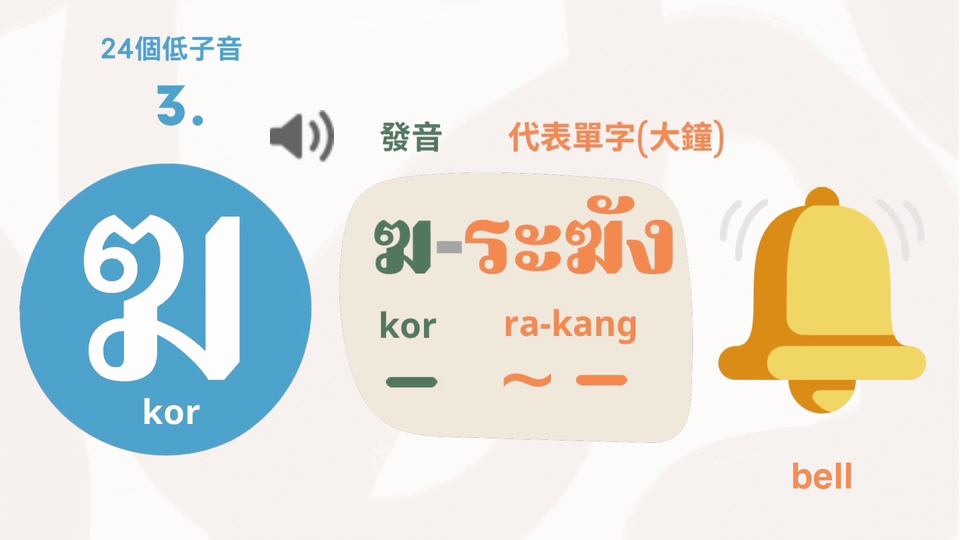 24個低子音
3.
發音
代表單字(大鐘)
ฆ
kor
ฆ-ระฆัง
kor
ra-kang
bell